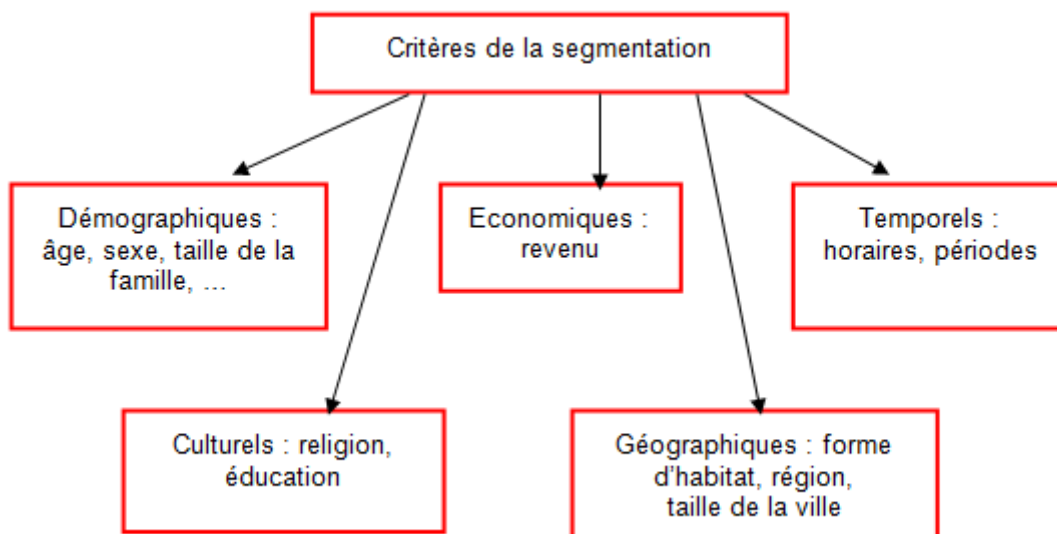 Critères de la segmentation
Démographiques :
âge, sexe, taille de la
famille, ...
Economiques :
revenu
Temporels :
horaires, périodes
Culturels : religion,
éducation
Géographiques : forme
d'habitat, région,
taille de la ville